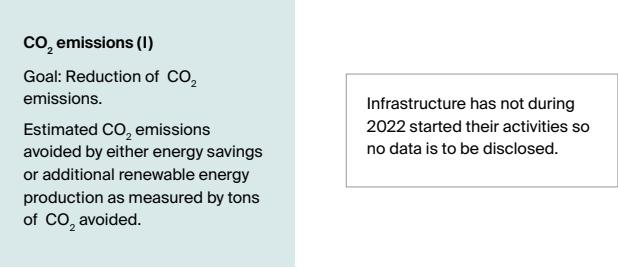 CO₂ emissions (I)
Goal: Reduction of CO₂
emissions.
Estimated CO₂ emissions
avoided by either energy savings
or additional renewable energy
production as measured by tons
of CO₂ avoided.
Infrastructure has not during
2022 started their activities so
no data is to be disclosed.